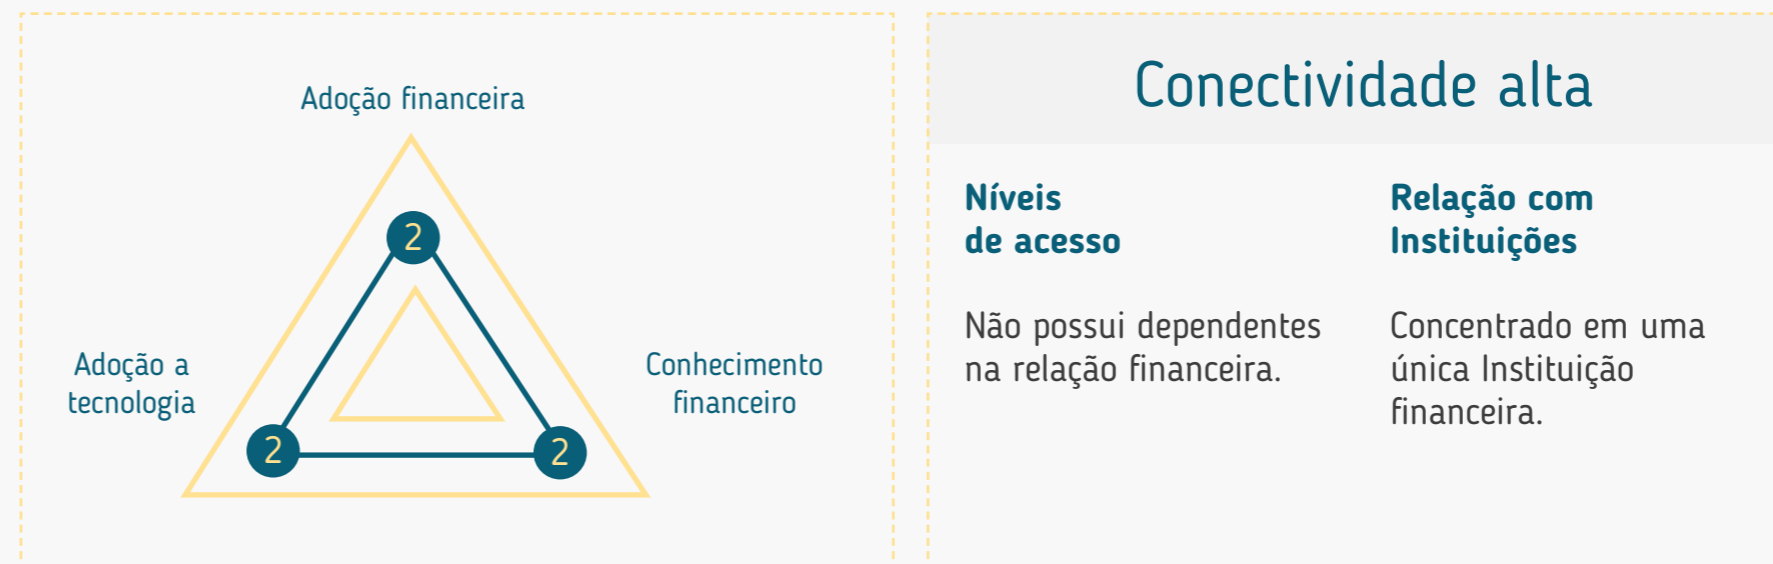 Adoção financeira
2
Adoção a
tecnologia
Conhecimento
financeiro
2
2
Conectividade alta
Níveis
de acesso
Não possui dependentes
na relação financeira.
Relação com
Instituições
Concentrado em uma
única Instituição
financeira.